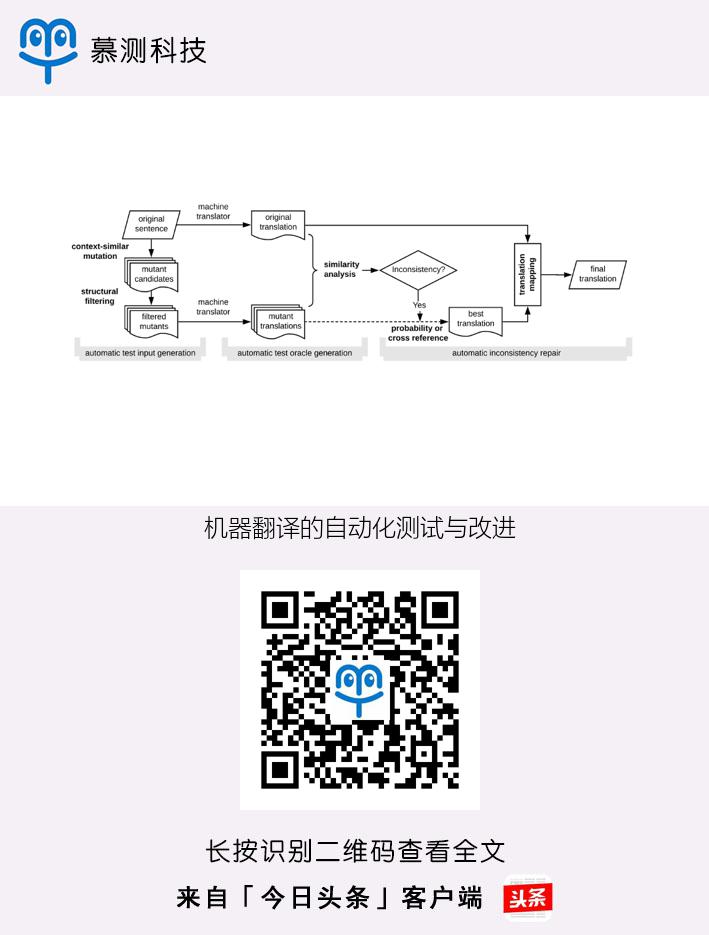 慕测科技
original
sentence
machine
translator
original
translation
context-similar
mutation
mutant
candidates
structural
filtering
filtered
mutants
machine
translator
mutant
translations
similarity
analysis
Inconsistency?
Yes
probability or
cross reference
best
translation
translation
mapping
final
translation
automatic test input generation
automatic test oracle generation
automatic inconsistency repair
机器翻译的自动化测试与改进
长按识别二维码查看全文
来自「今日头条」客户端
头条